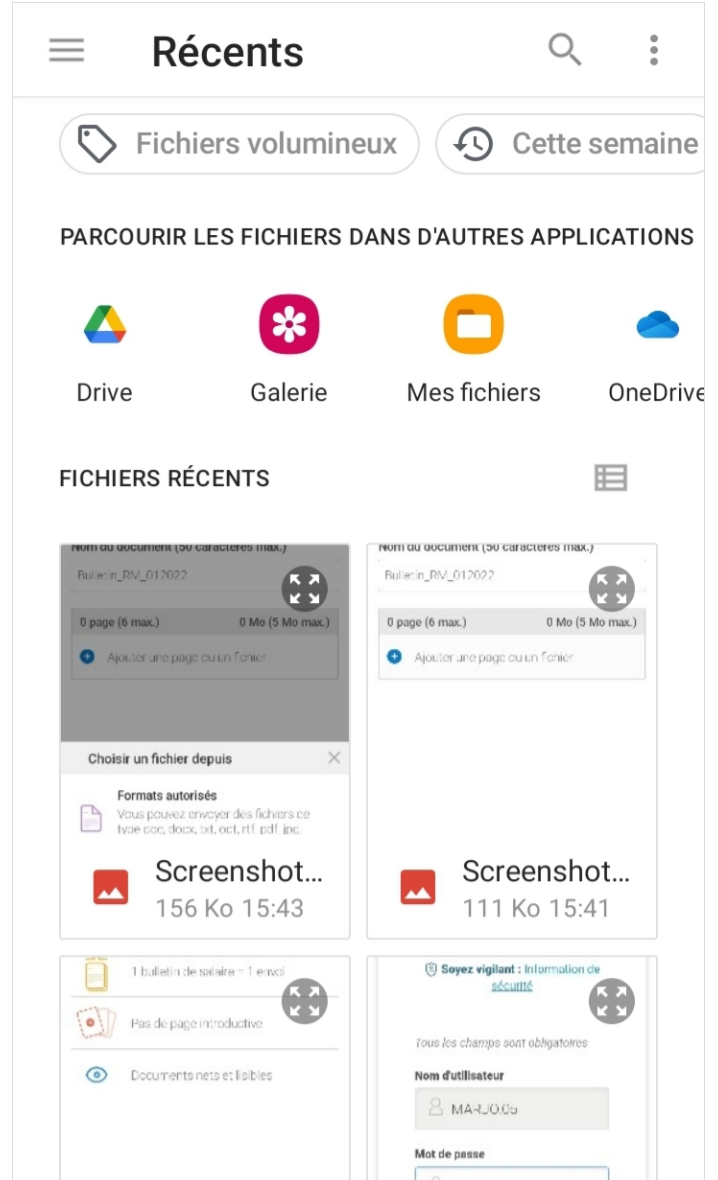 Récents
Fichiers volumineux
Cette semaine
PARCOURIR LES FICHIERS DANS D'AUTRES APPLICATIONS
Drive
Galerie
Mes fichiers
OneDrive
FICHIERS RÉCENTS
Nom du document (50 caractères max.)
Bulletin_RM_012022
0 page (6 max.) 0 Mo (5 Mo max.)
Ajouter une page ou un fichier
Choisir un fichier depuis
Formats autorisés
Vous pouvez envoyer des fichiers de
type doc, docx, txt, odt, rtf, pdf, jpg,
Screenshot...
156 Ko 15:43
Nom du document (50 caractères max.)
Bulletin_RM_012022
0 page (6 max.) 0 Mo (5 Mo max.)
Ajouter une page ou un fichier
Screenshot...
111 Ko 15:41
1 bulletin de salaire = 1 envoi
Pas de page introductive
Documents nets et lisibles
Soyez vigilant : Information de
sécurité
Tous les champs sont obligatoires
Nom d'utilisateur
MARJO.05
Mot de passe